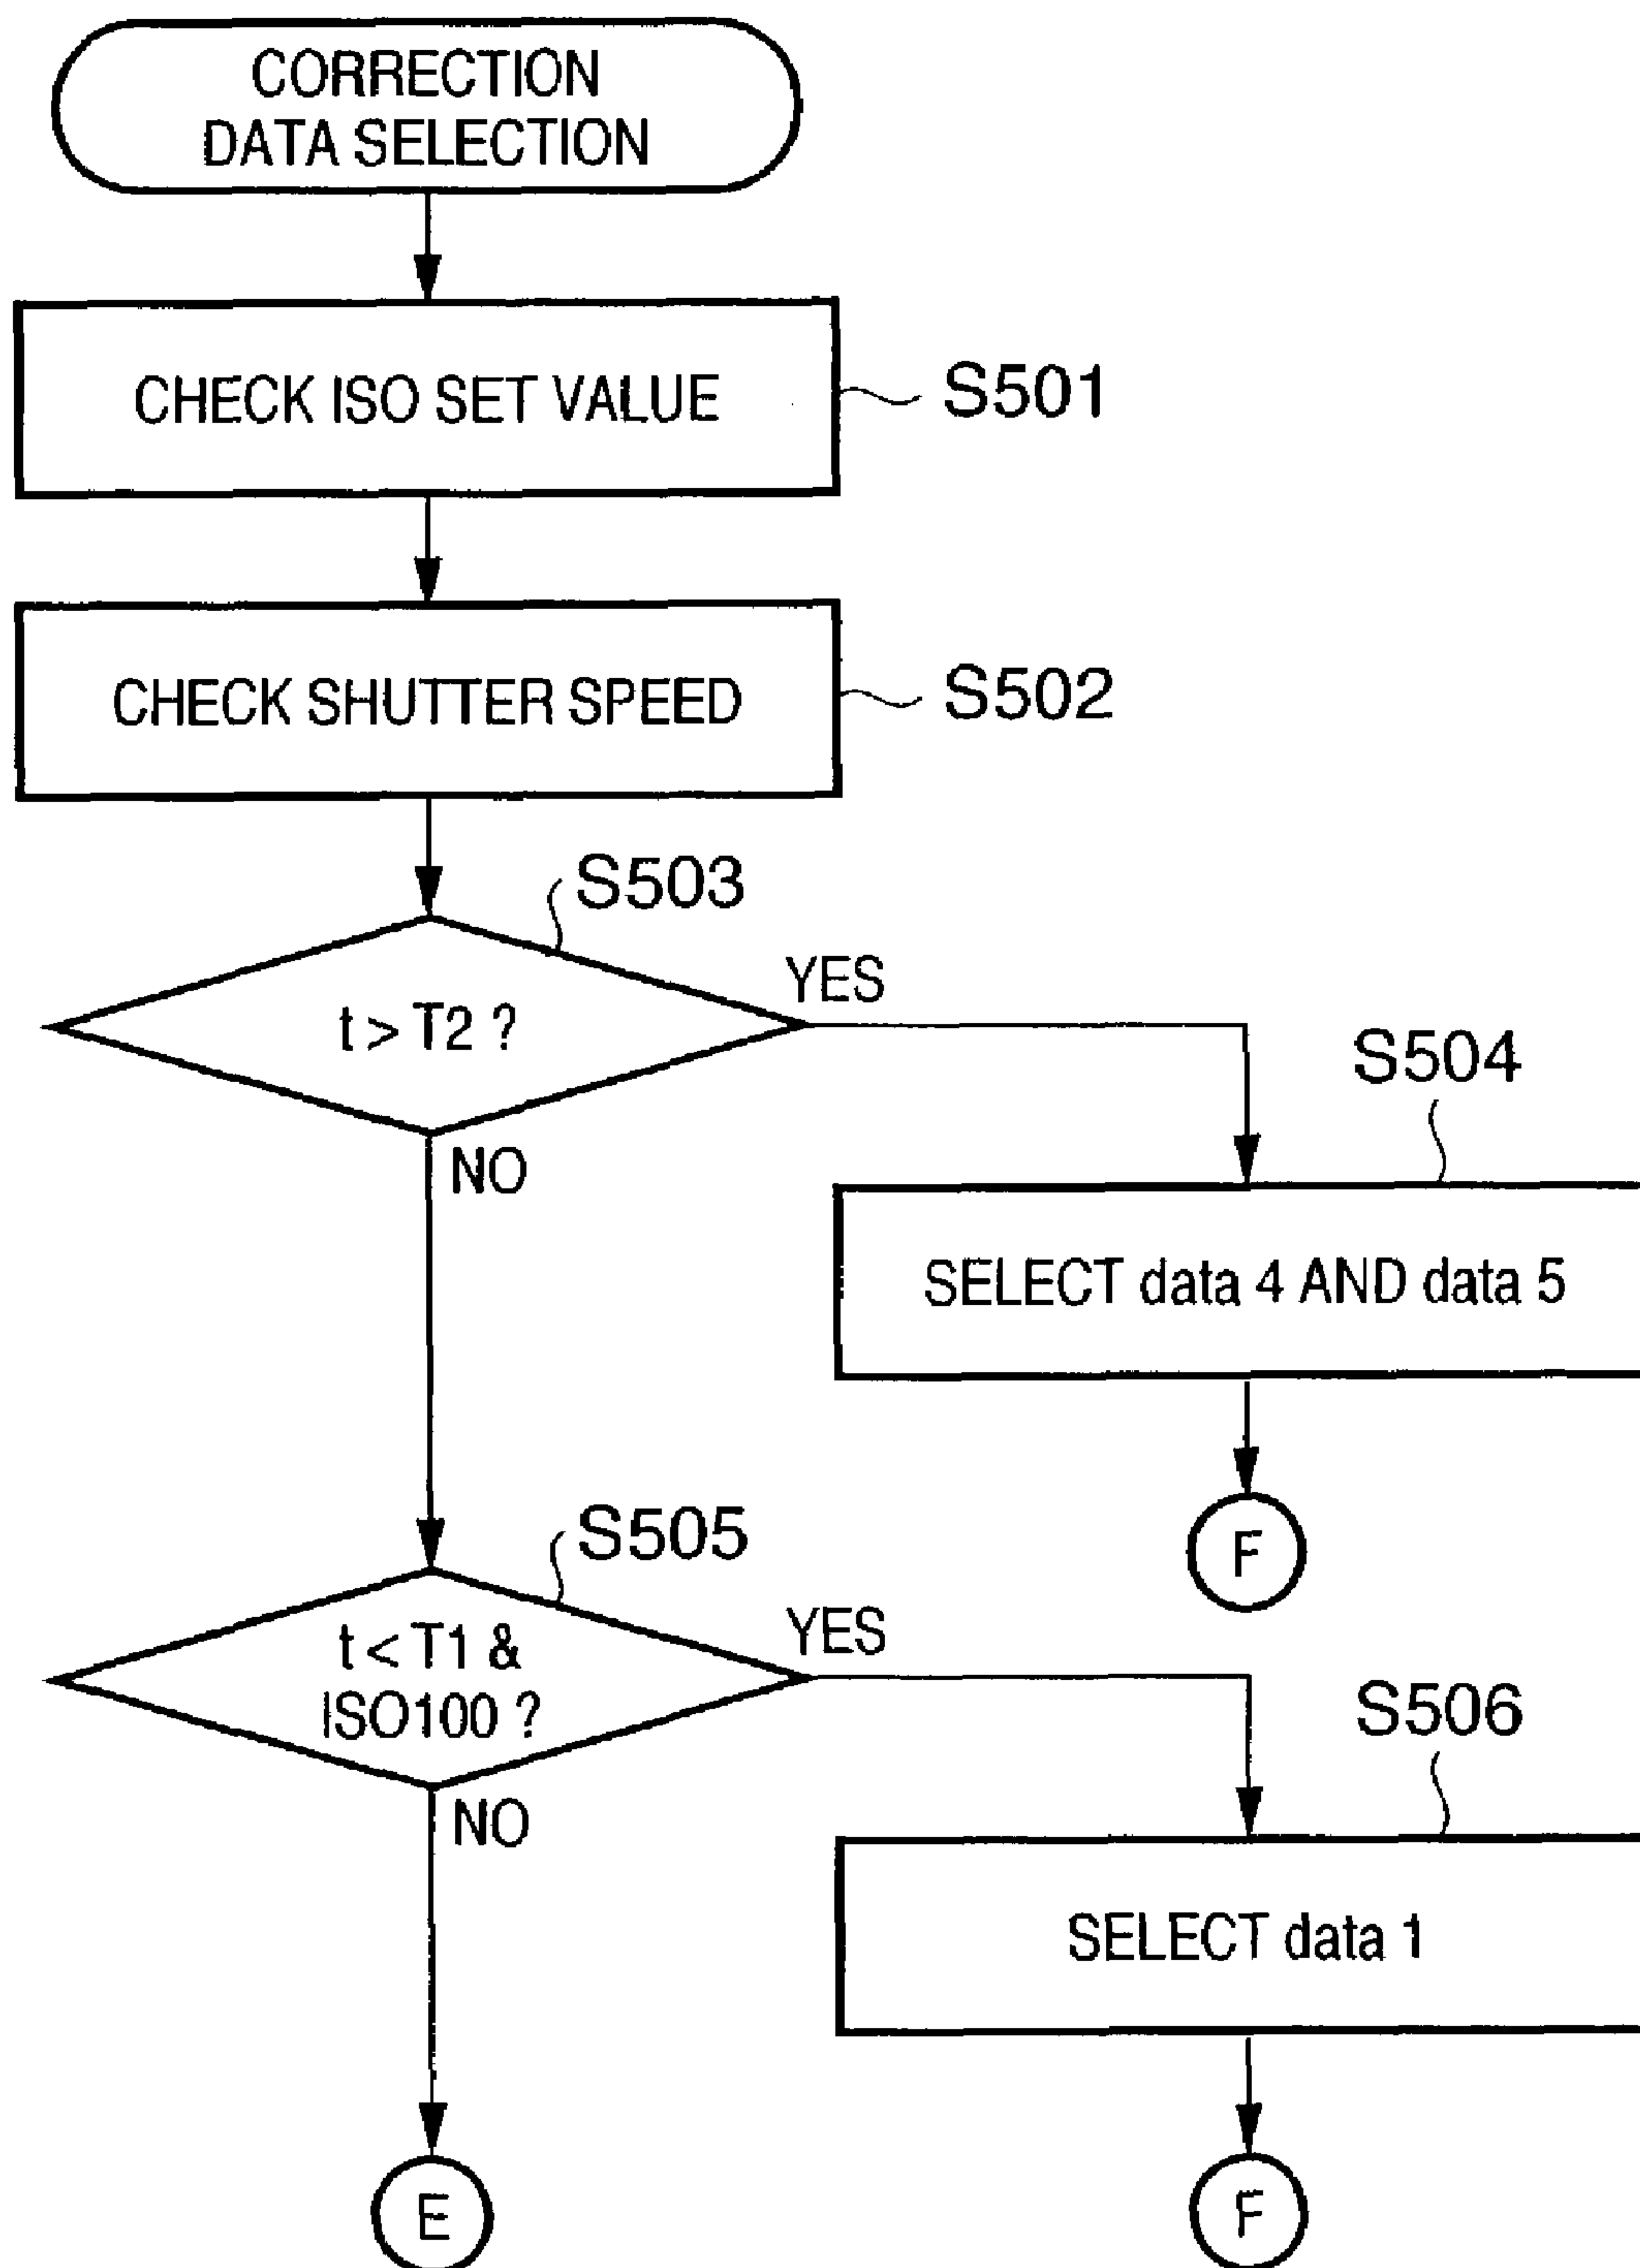 CORRECTION
DATA SELECTION
CHECK ISO SET VALUE
S501
CHECK SHUTTER SPEED
S502
S503
t > T2 ?
YES
NO
S504
SELECT data 4 AND data 5
F
S505
t < T1 &
ISO100 ?
YES
NO
S506
SELECT data 1
E
F